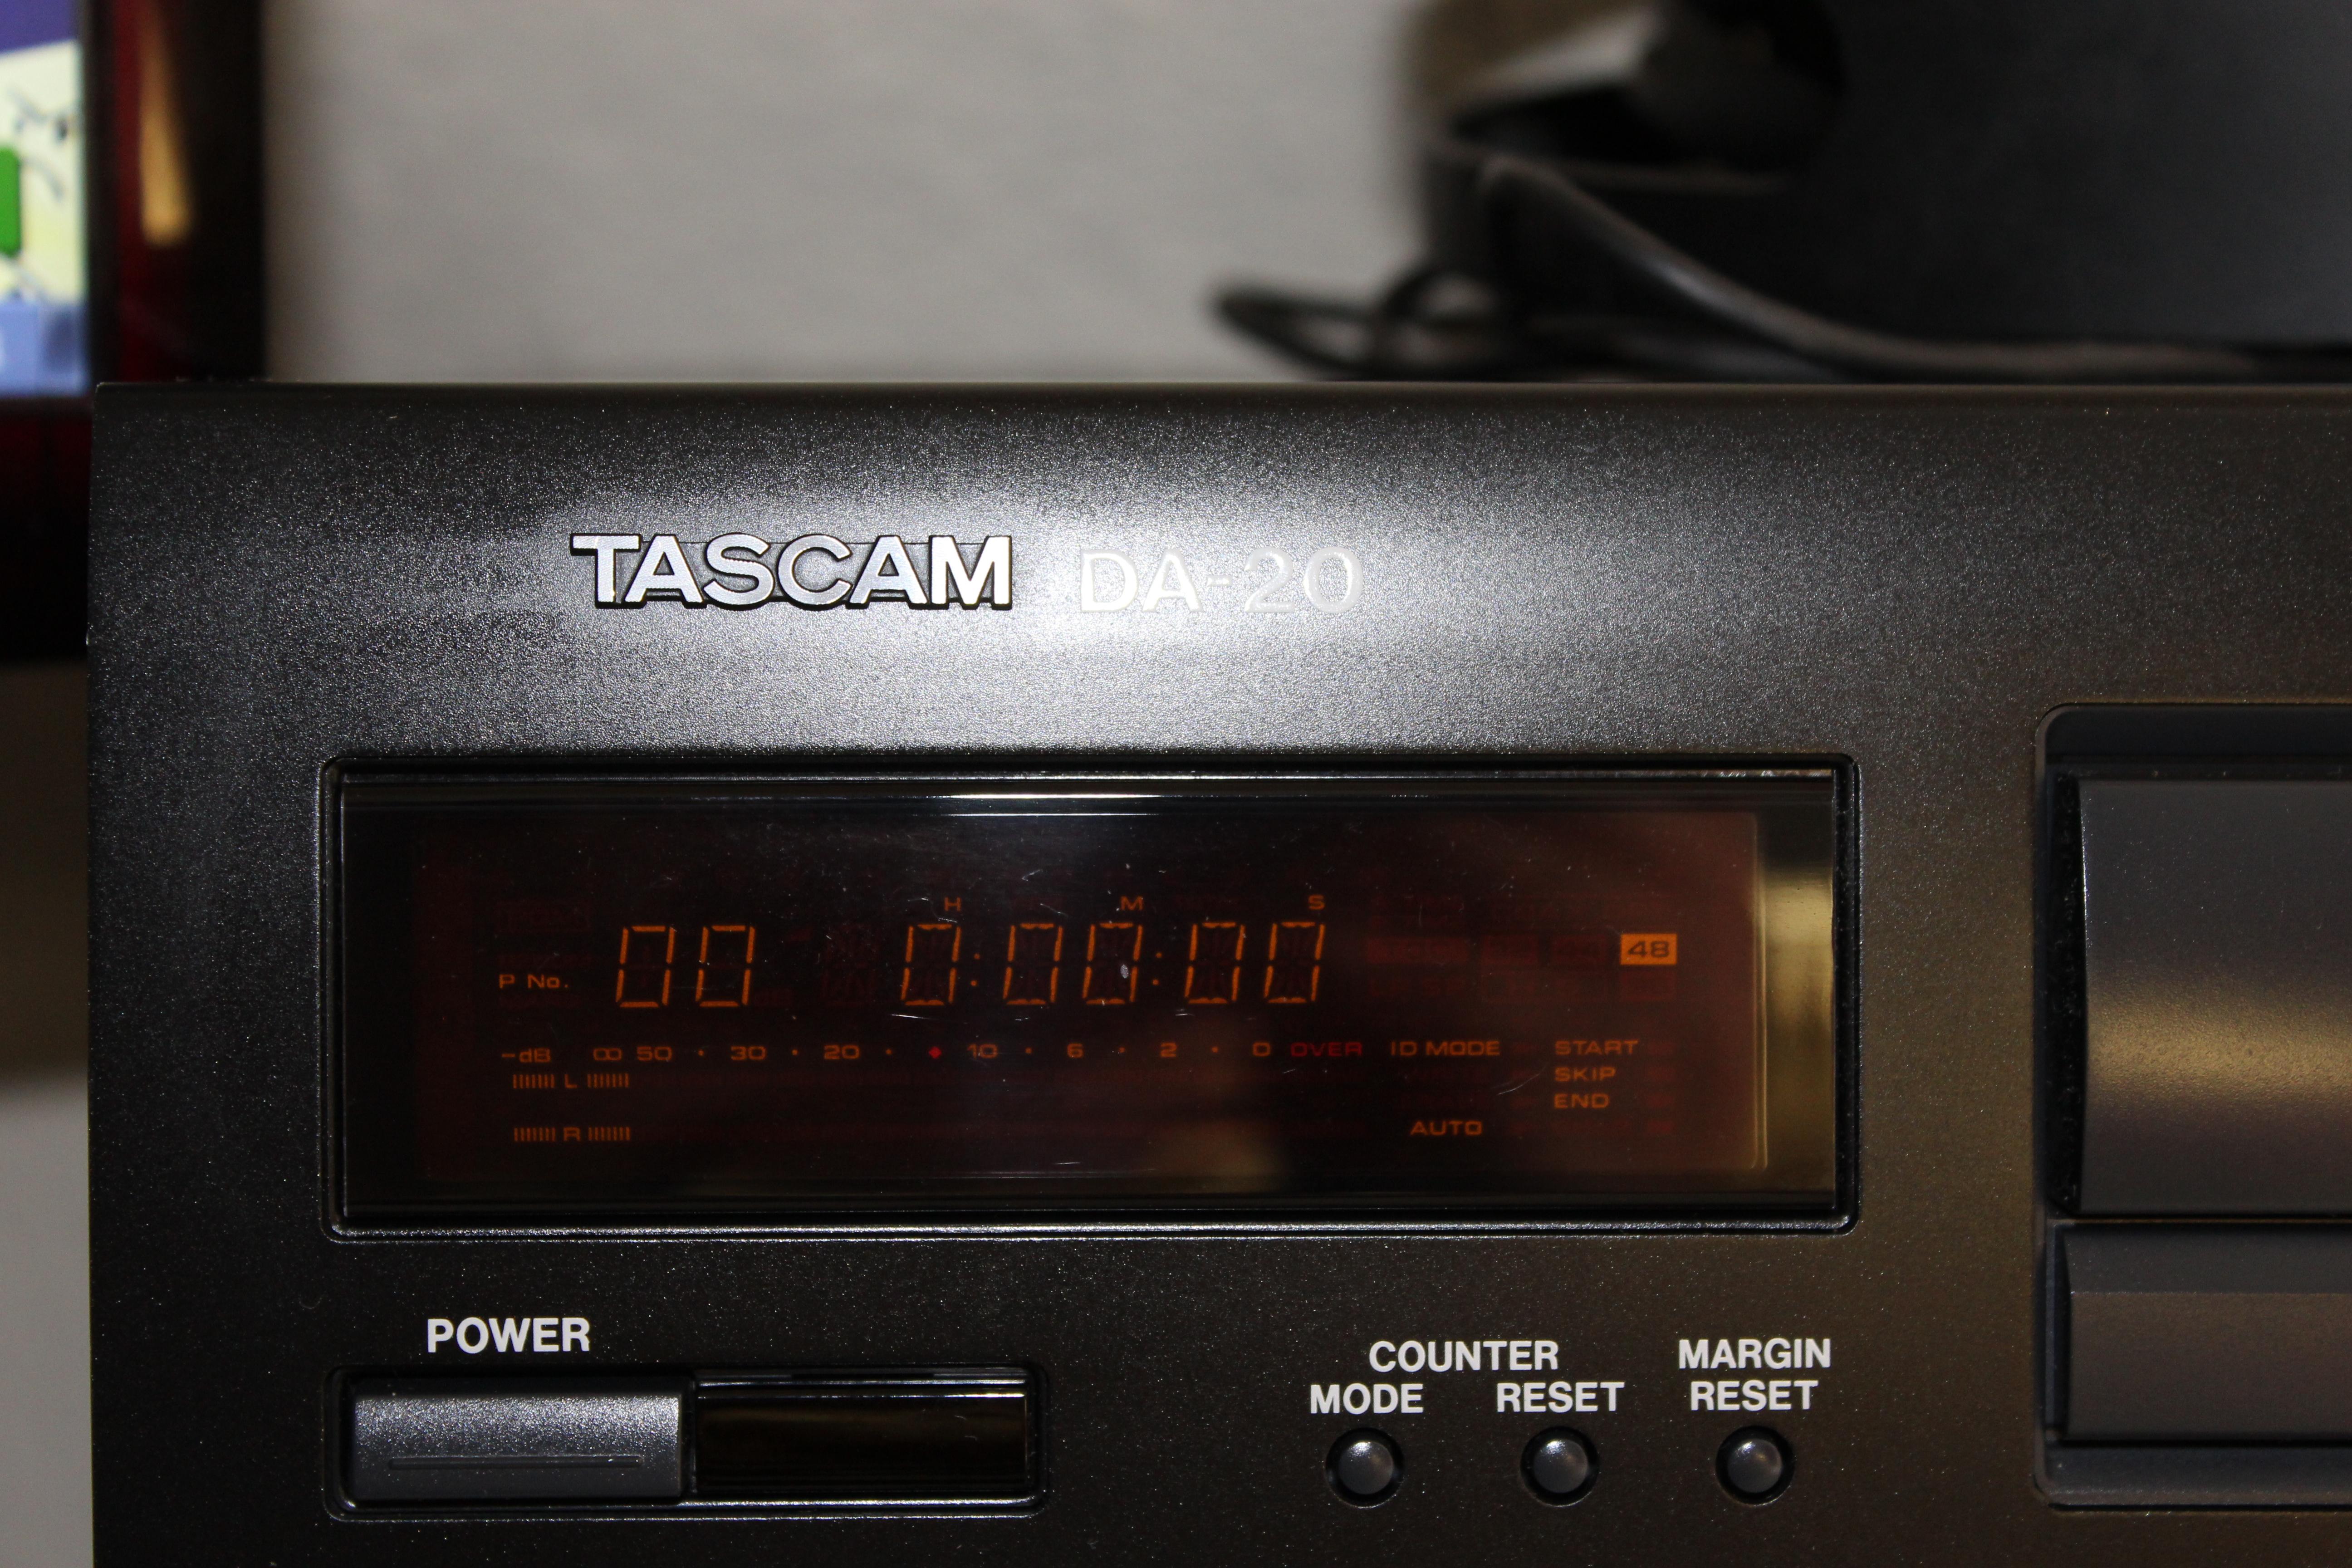 TASCAM DA-20
H M S
P No. 00 0:00:00 48
-dB ∞ 50 · 30 · 20 · ♦ 10 · 6 · 2 · 0 OVER ID MODE START
L SKIP
END
R AUTO
POWER
COUNTER MARGIN
MODE RESET RESET